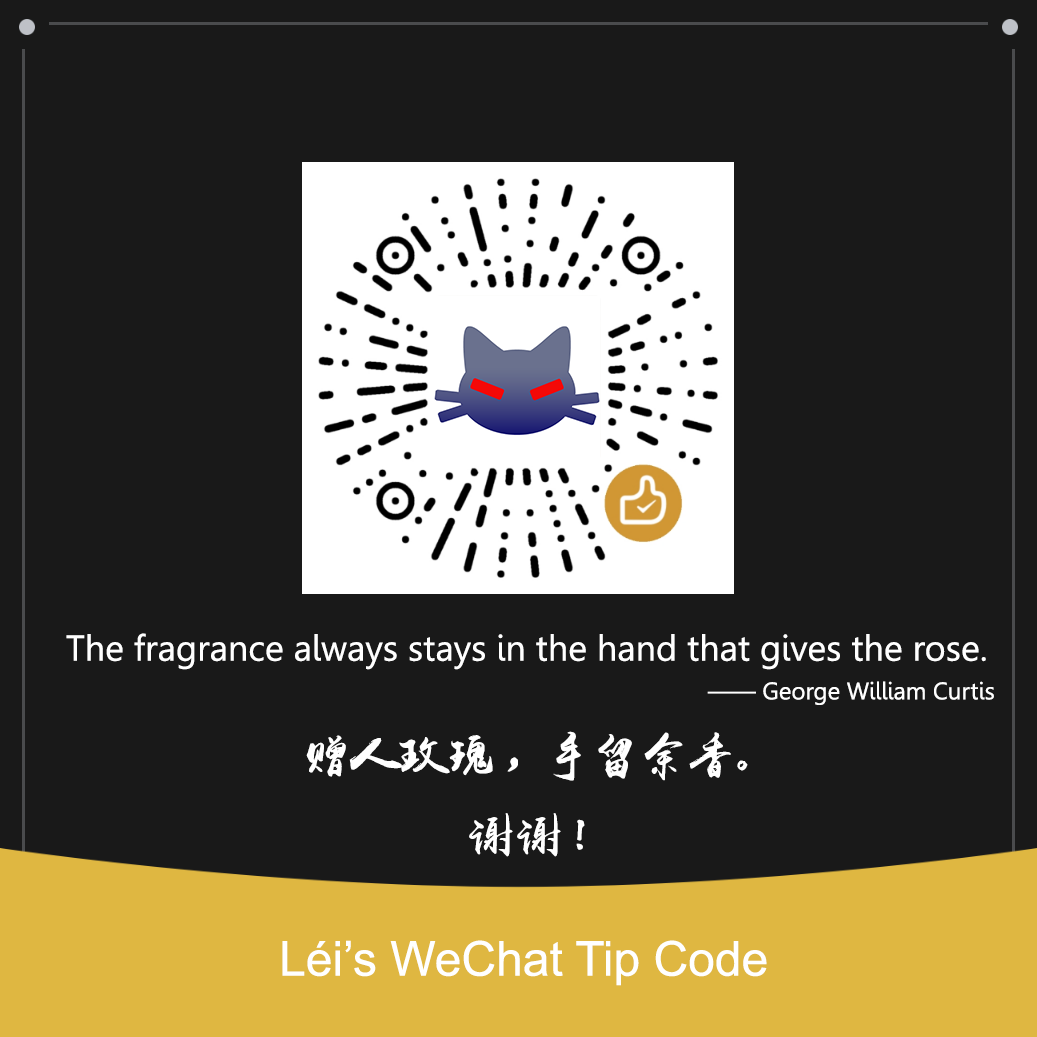 The fragrance always stays in the hand that gives the rose.
—— George William Curtis
赠人玫瑰，手留余香。
谢谢！
Léi’s WeChat Tip Code